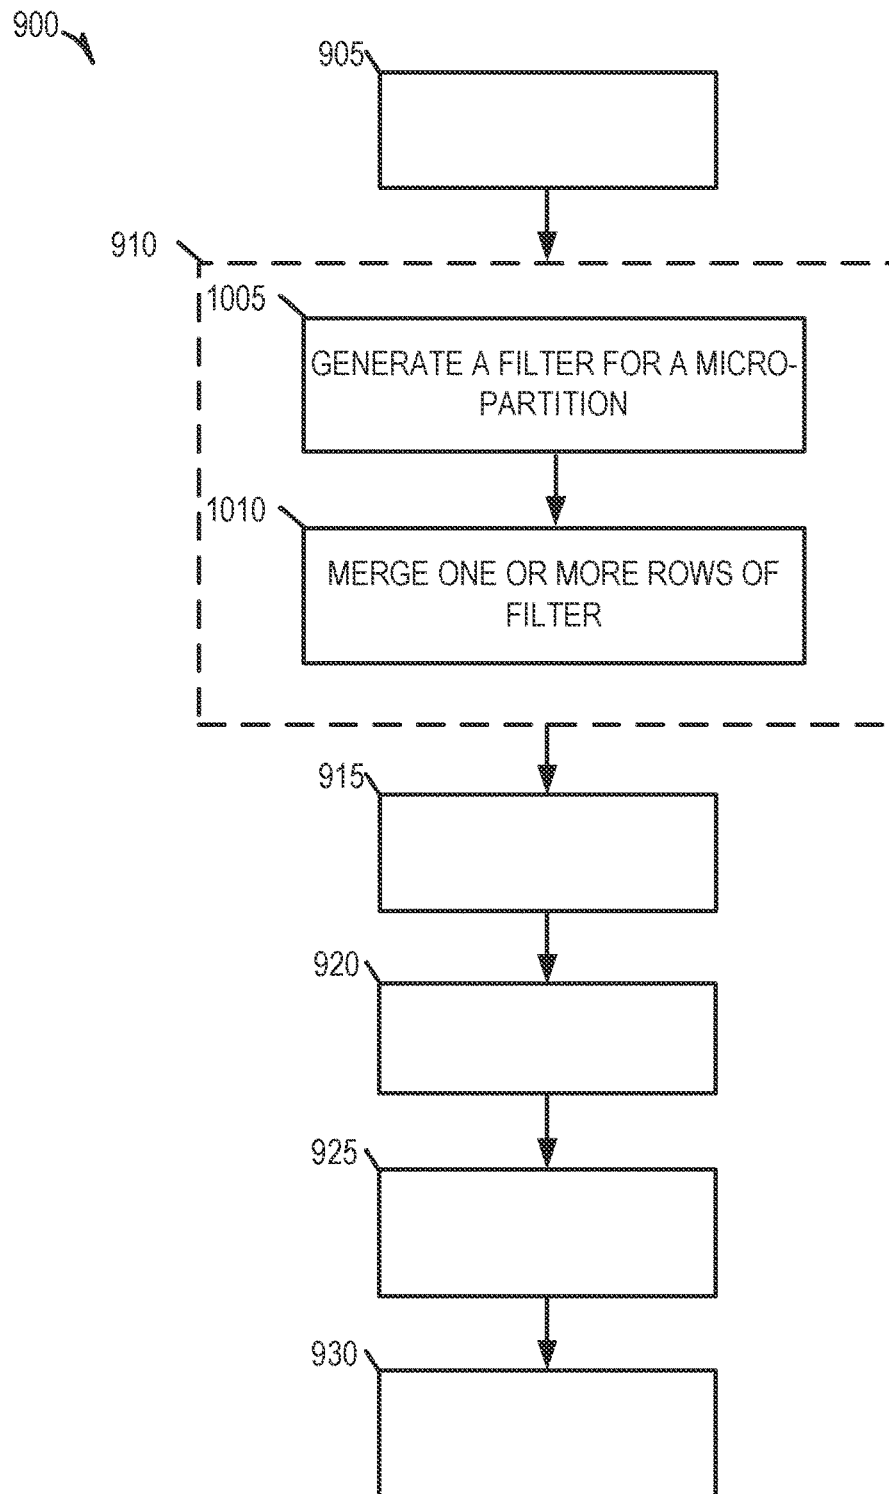 900
905
910
1005
GENERATE A FILTER FOR A MICRO-
PARTITION
1010
MERGE ONE OR MORE ROWS OF
FILTER
915
920
925
930